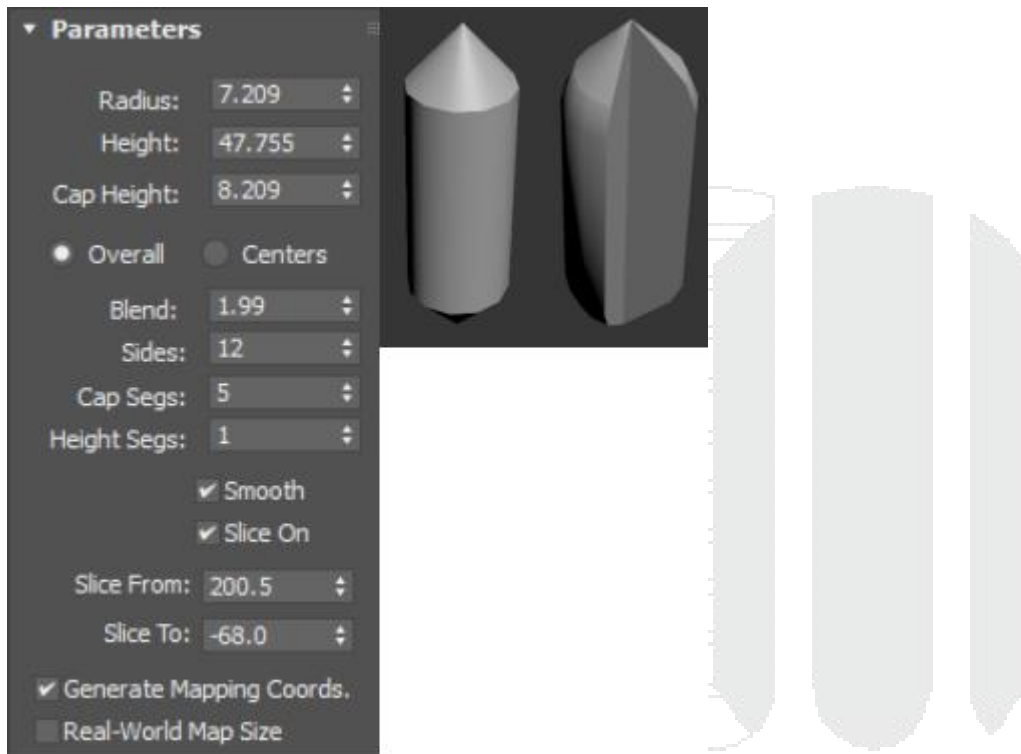 Parameters
Radius: 7.209
Height: 47.755
Cap Height: 8.209
Overall Centers
Blend: 1.99
Sides: 12
Cap Segs: 5
Height Segs: 1
Smooth
Slice On
Slice From: 200.5
Slice To: -68.0
Generate Mapping Coords.
Real-World Map Size